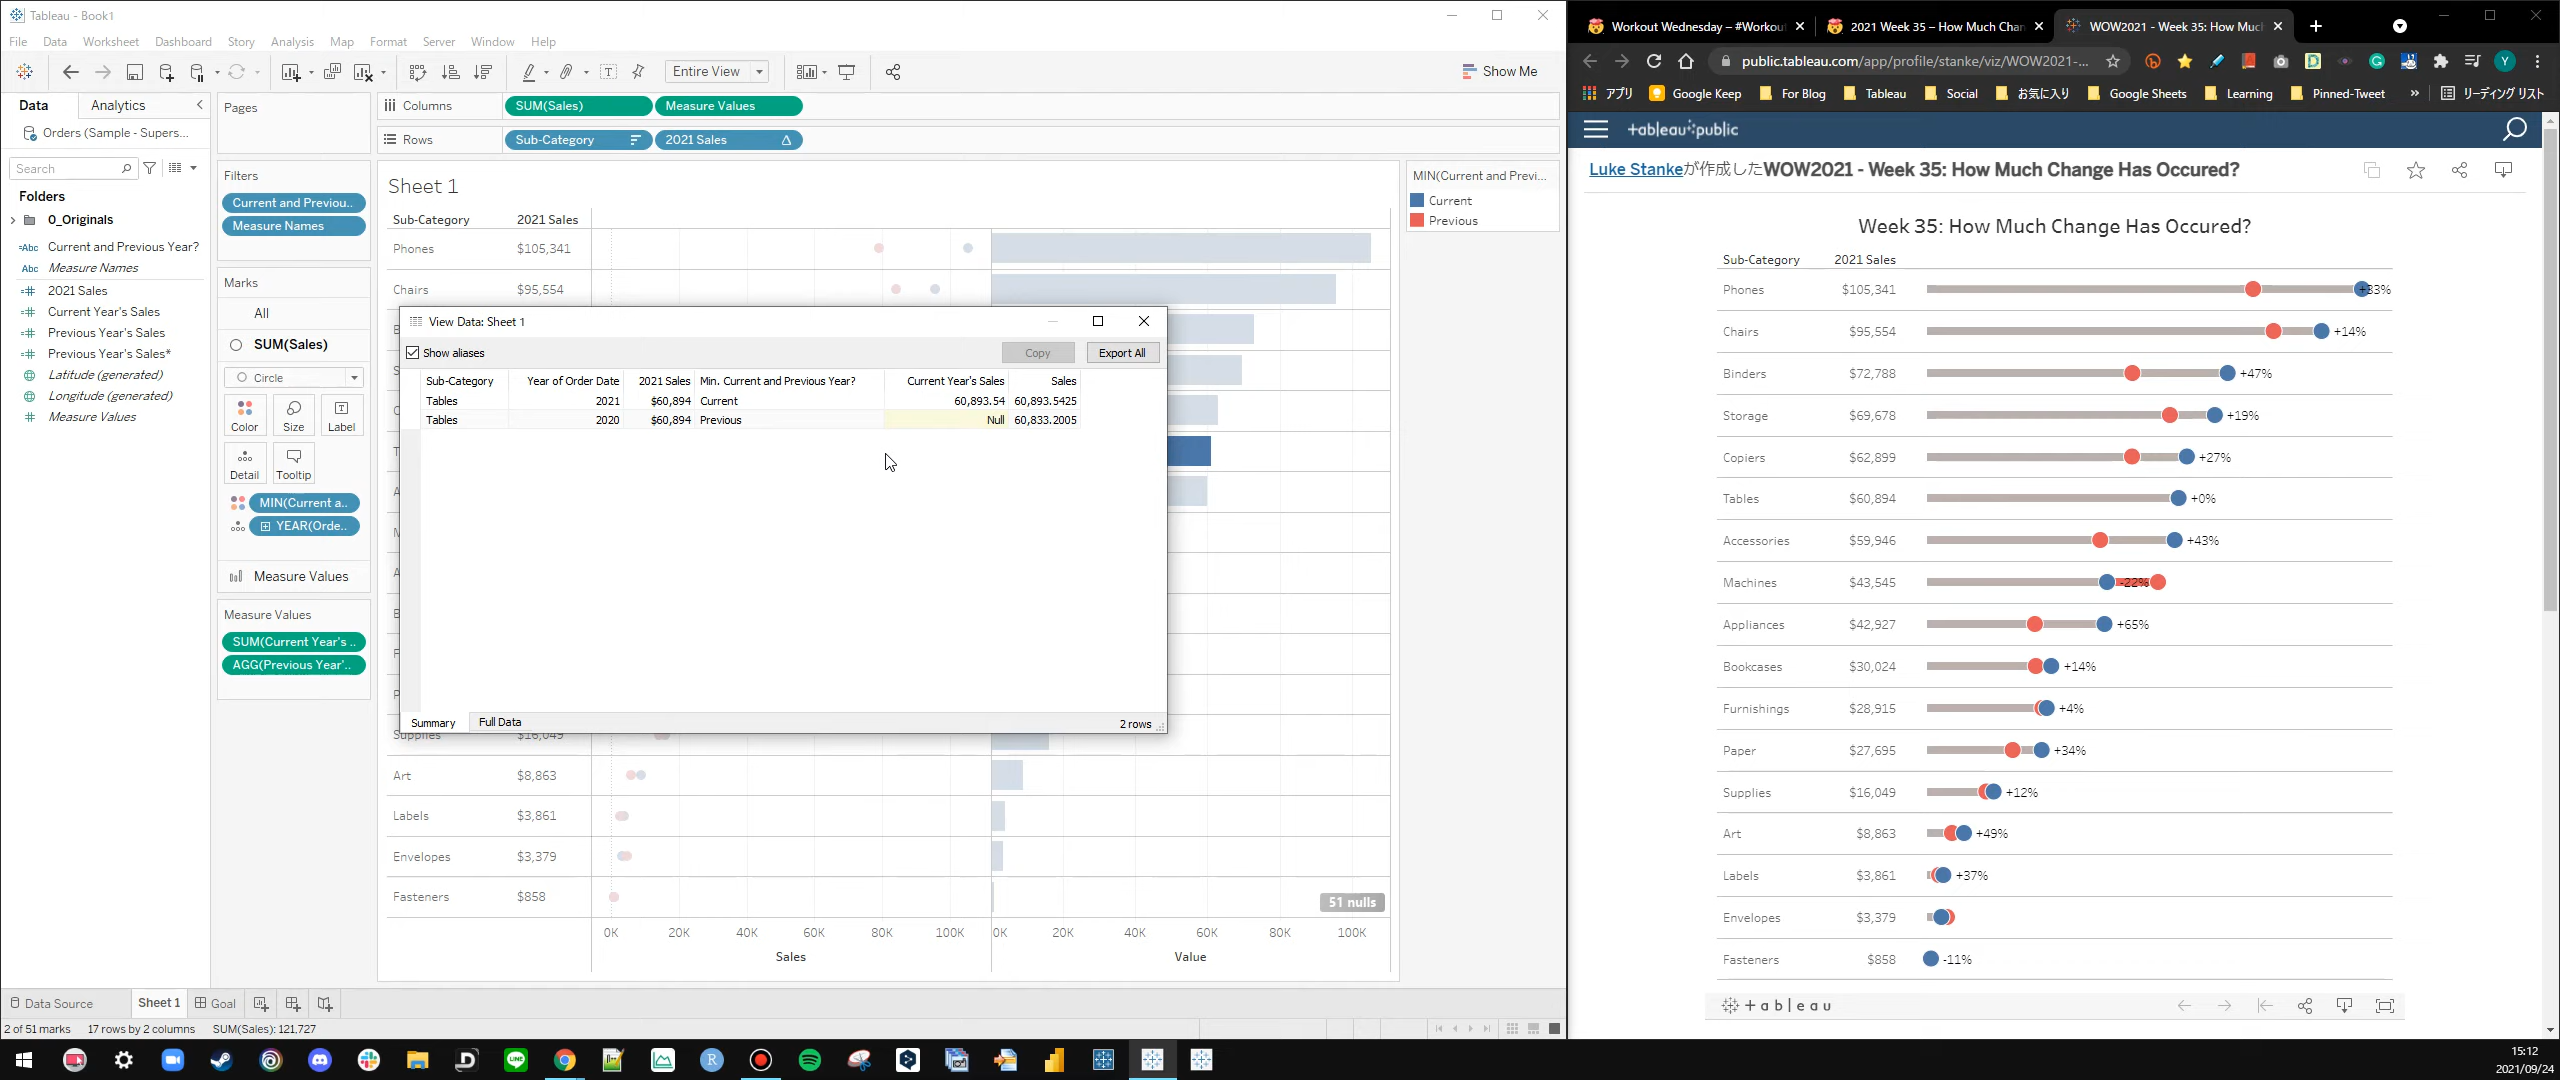 Tableau - Book1
File Data Worksheet Dashboard Story Analysis Map Format Server Window Help
Entire View
Show Me
Data Analytics
Orders (Sample - Supers...
Search
Folders
0_Originals
Abc Current and Previous Year?
Abc Measure Names
2021 Sales
Current Year's Sales
Previous Year's Sales
Previous Year's Sales*
Latitude (generated)
Longitude (generated)
Measure Values
Pages
Filters
Current and Previou..
Measure Names
Marks
All
SUM(Sales)
Circle
Color Size Label
Detail Tooltip
MIN(Current a..
YEAR(Orde..
Measure Values
Measure Values
SUM(Current Year's ..
AGG(Previous Year'..
Columns SUM(Sales) Measure Values
Rows Sub-Category 2021 Sales
Sheet 1
Sub-Category 2021 Sales
Phones $105,341
Chairs $95,554
Supplies $16,049
Art $8,863
Labels $3,861
Envelopes $3,379
Fasteners $858
51 nulls
0K 20K 40K 60K 80K 100K 0K 20K 40K 60K 80K 100K
Sales Value
MIN(Current and Previ...
Current
Previous
View Data: Sheet 1
Show aliases Copy Export All
Sub-Category Year of Order Date 2021 Sales Min. Current and Previous Year? Current Year's Sales Sales
Tables 2021 $60,894 Current 60,893.54 60,893.5425
Tables 2020 $60,894 Previous Null 60,833.2005
Summary Full Data 2 rows
Data Source Sheet 1 Goal
2 of 51 marks 17 rows by 2 columns SUM(Sales): 121,727
Workout Wednesday – #Workou
2021 Week 35 – How Much Chan
WOW2021 - Week 35: How Muc
public.tableau.com/app/profile/stanke/viz/WOW2021-...
アプリ Google Keep For Blog Tableau Social お気に入り Google Sheets Learning Pinned-Tweet » リーディング リスト
+ableau public
Luke Stankeが作成したWOW2021 - Week 35: How Much Change Has Occured?
Week 35: How Much Change Has Occured?
Sub-Category 2021 Sales
Phones $105,341 +33%
Chairs $95,554 +14%
Binders $72,788 +47%
Storage $69,678 +19%
Copiers $62,899 +27%
Tables $60,894 +0%
Accessories $59,946 +43%
Machines $43,545 -22%
Appliances $42,927 +65%
Bookcases $30,024 +14%
Furnishings $28,915 +4%
Paper $27,695 +34%
Supplies $16,049 +12%
Art $8,863 +49%
Labels $3,861 +37%
Envelopes $3,379
Fasteners $858 -11%
+ableau
15:12
2021/09/24